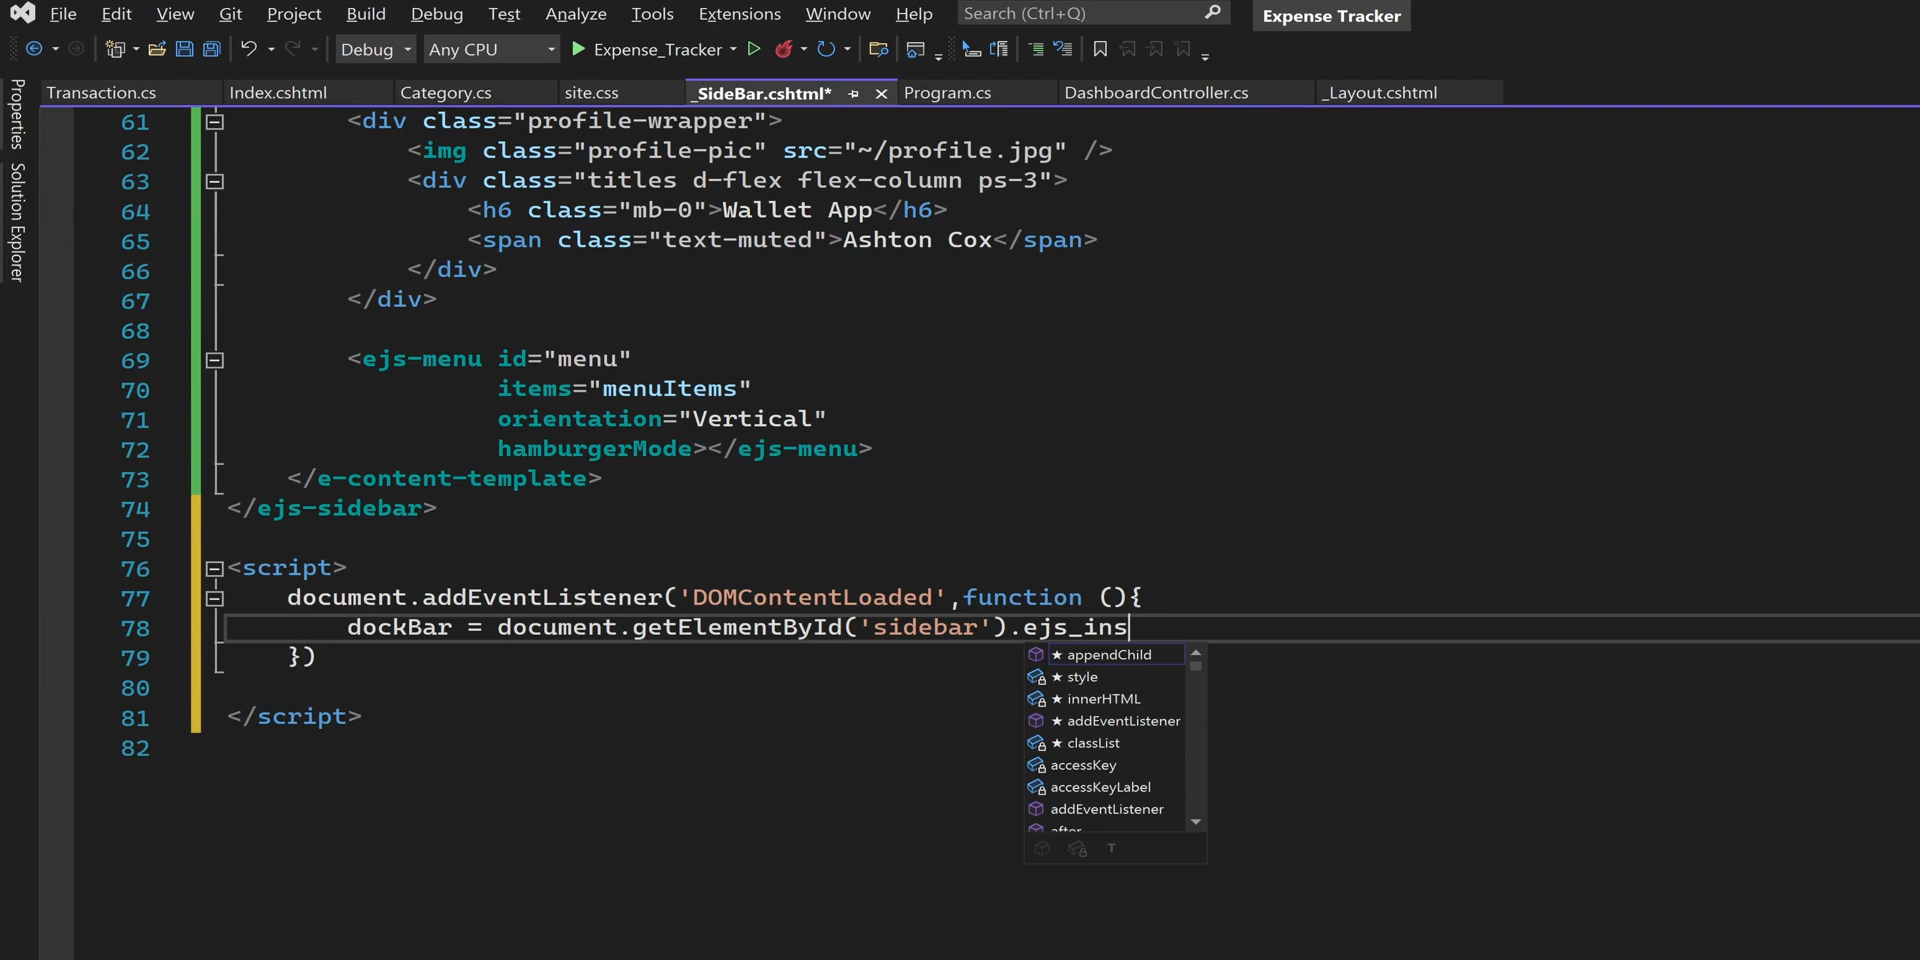 File Edit View Git Project Build Debug Test Analyze Tools Extensions Window Help Search (Ctrl+Q) Expense Tracker
Debug Any CPU Expense_Tracker
Properties
Solution Explorer
Transaction.cs Index.cshtml Category.cs site.css _SideBar.cshtml* Program.cs DashboardController.cs _Layout.cshtml
61 <div class="profile-wrapper">
62 <img class="profile-pic" src="~/profile.jpg" />
63 <div class="titles d-flex flex-column ps-3">
64 <h6 class="mb-0">Wallet App</h6>
65 <span class="text-muted">Ashton Cox</span>
66 </div>
67 </div>
68
69 <ejs-menu id="menu"
70 items="menuItems"
71 orientation="Vertical"
72 hamburgerMode></ejs-menu>
73 </e-content-template>
74 </ejs-sidebar>
75
76 <script>
77 document.addEventListener('DOMContentLoaded',function (){
78 dockBar = document.getElementById('sidebar').ejs_ins
79 })
80
81 </script>
82
★ appendChild
★ style
★ innerHTML
★ addEventListener
★ classList
accessKey
accessKeyLabel
addEventListener
after
T